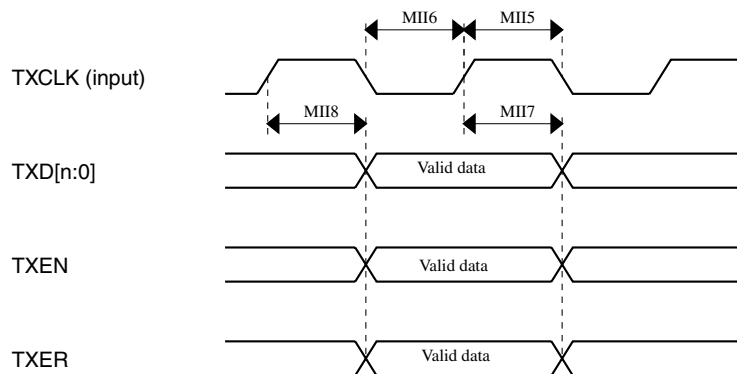 MII6 MII5
TXCLK (input)
MII8 MII7
TXD[n:0] Valid data
TXEN Valid data
TXER Valid data